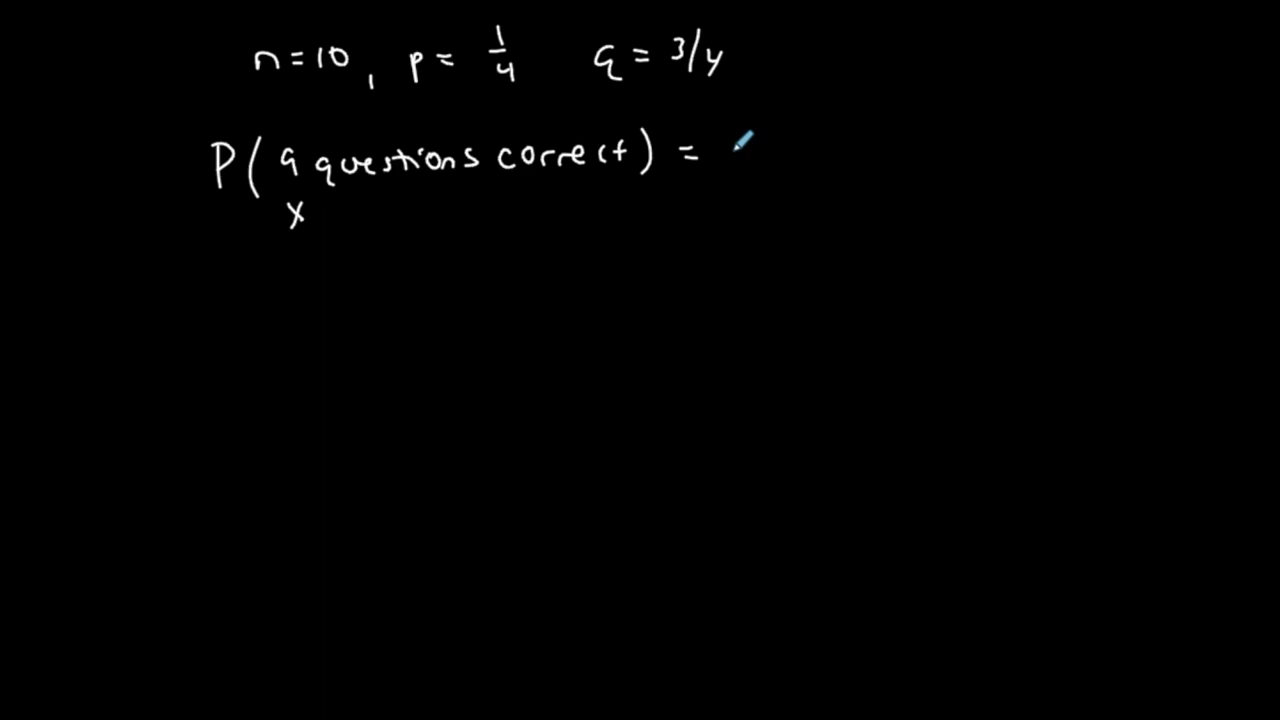 n=10, p= 1/4 q = 3/4
P( 9 questions correct) =
x